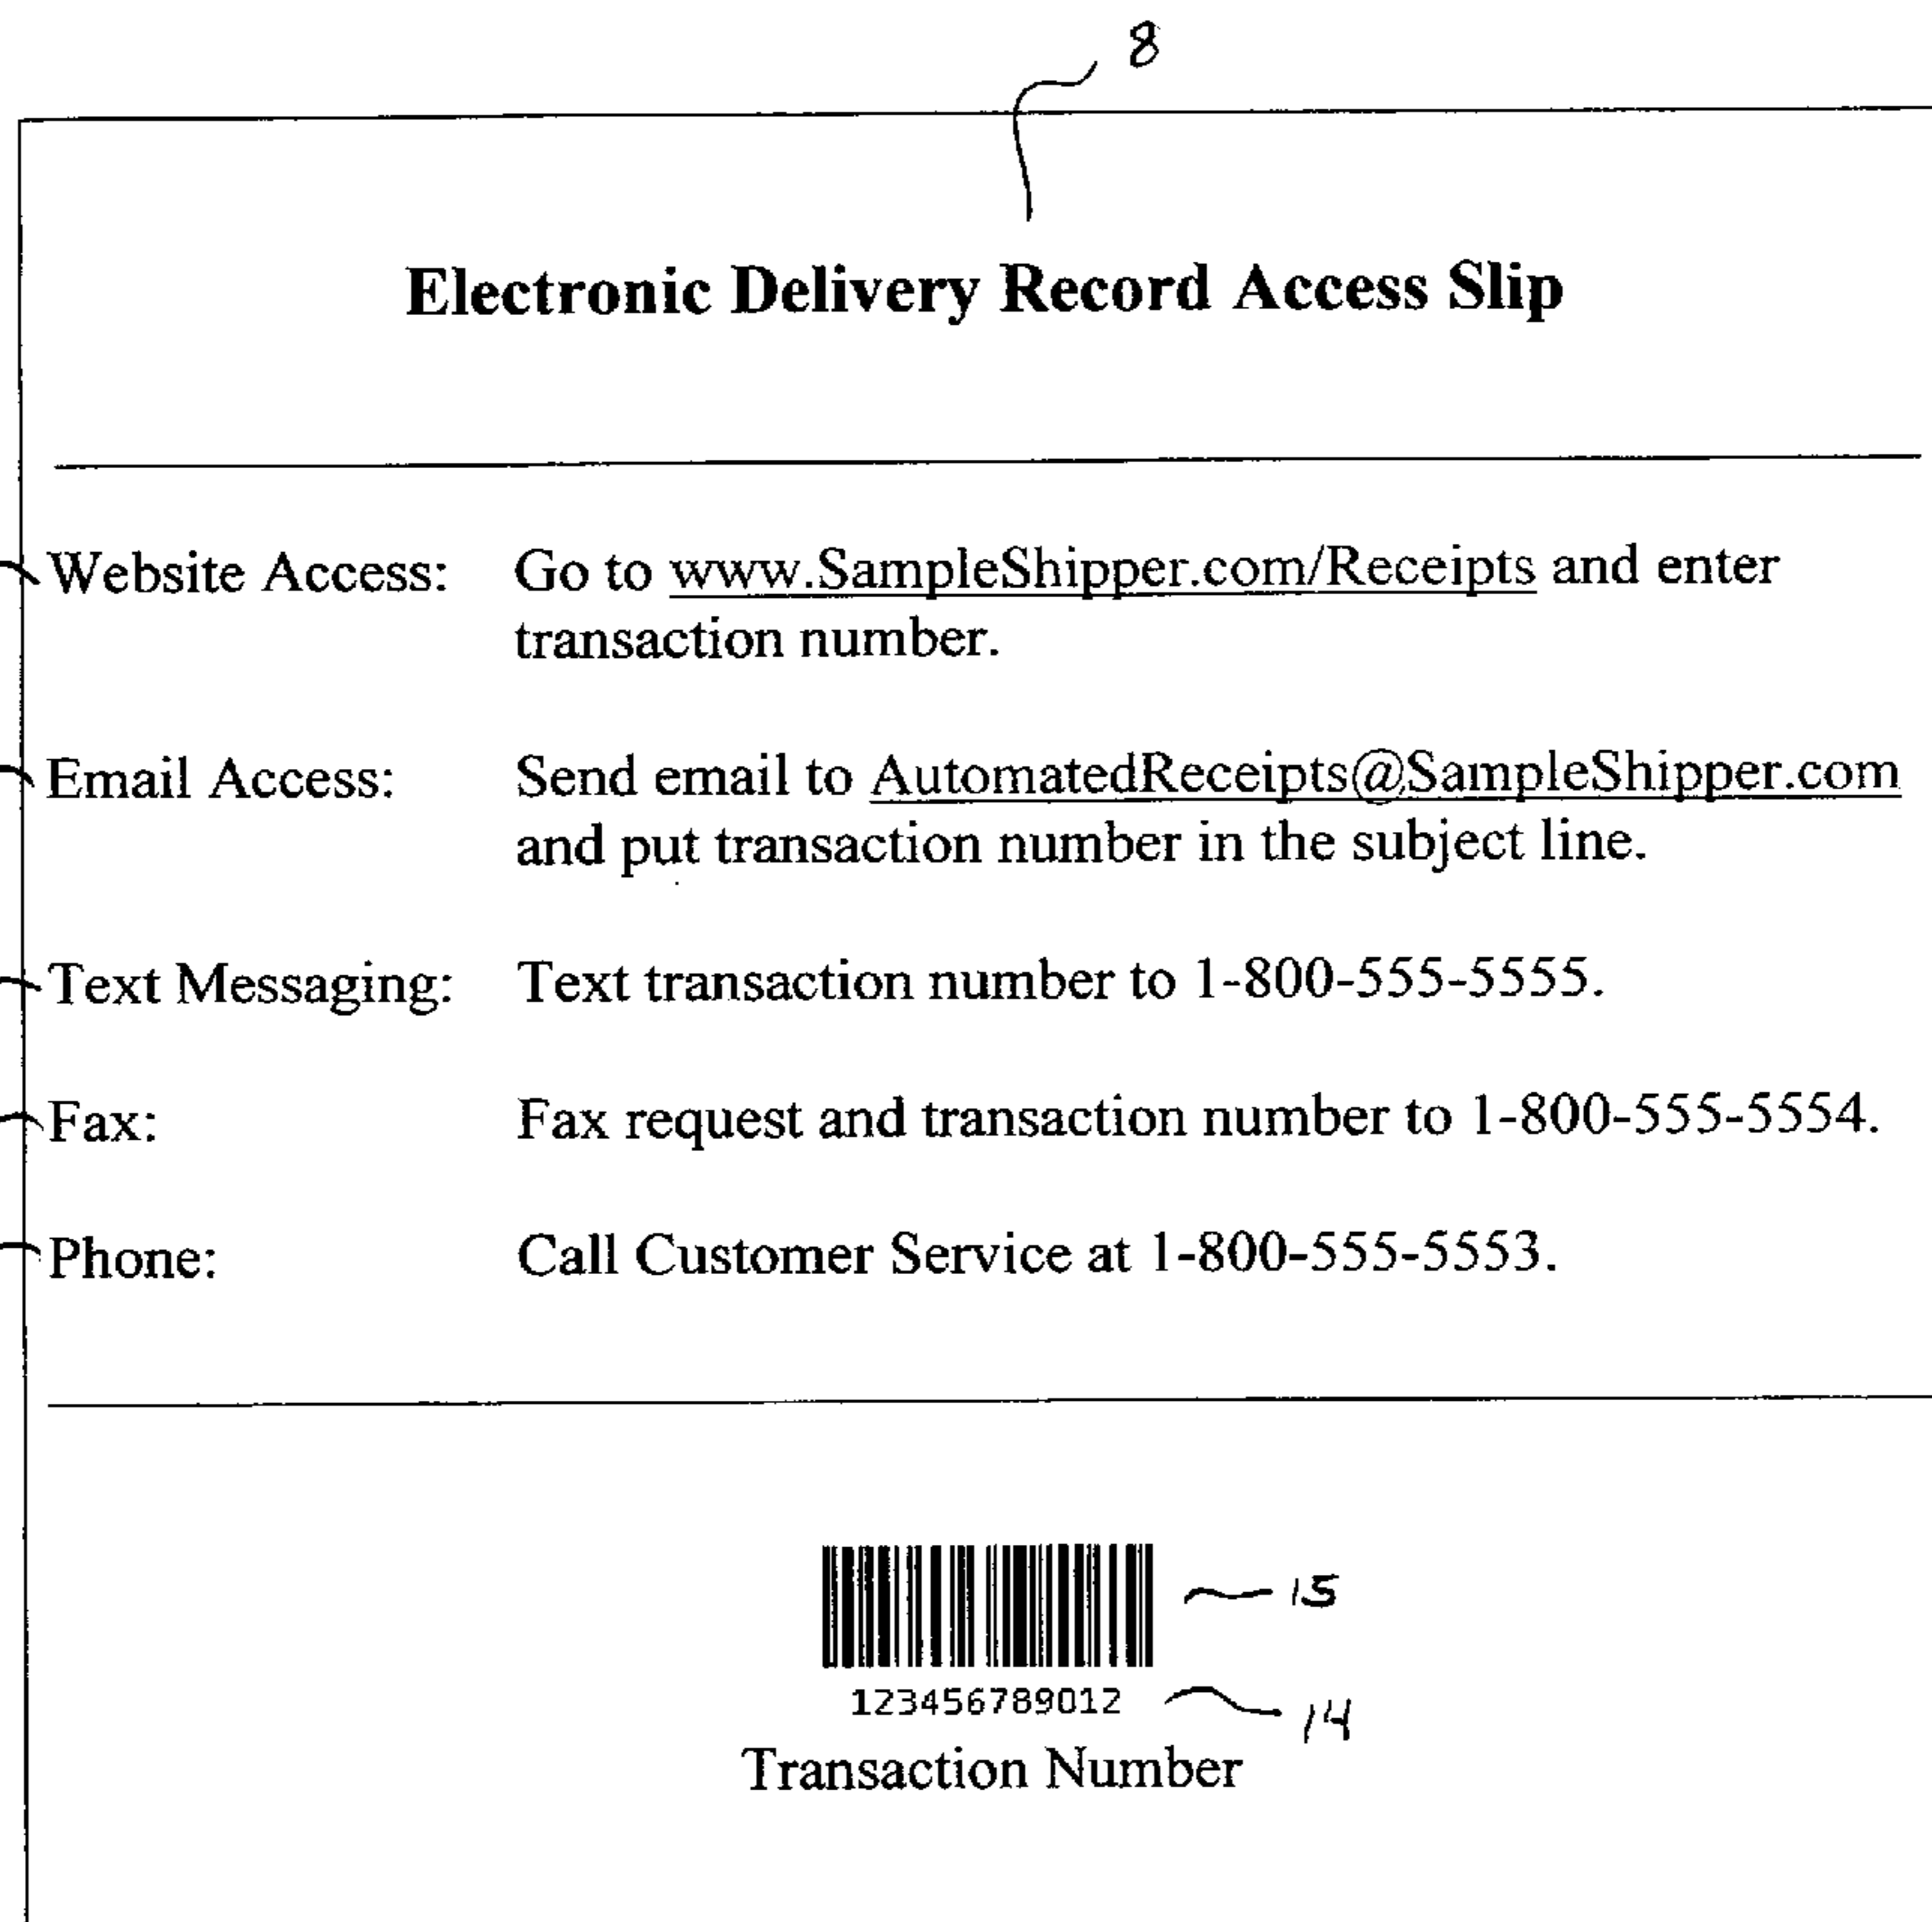 8
Electronic Delivery Record Access Slip
Website Access: Go to www.SampleShipper.com/Receipts and enter
transaction number.
Email Access: Send email to AutomatedReceipts@SampleShipper.com
and put transaction number in the subject line.
Text Messaging: Text transaction number to 1-800-555-5555.
Fax: Fax request and transaction number to 1-800-555-5554.
Phone: Call Customer Service at 1-800-555-5553.
15
123456789012 14
Transaction Number